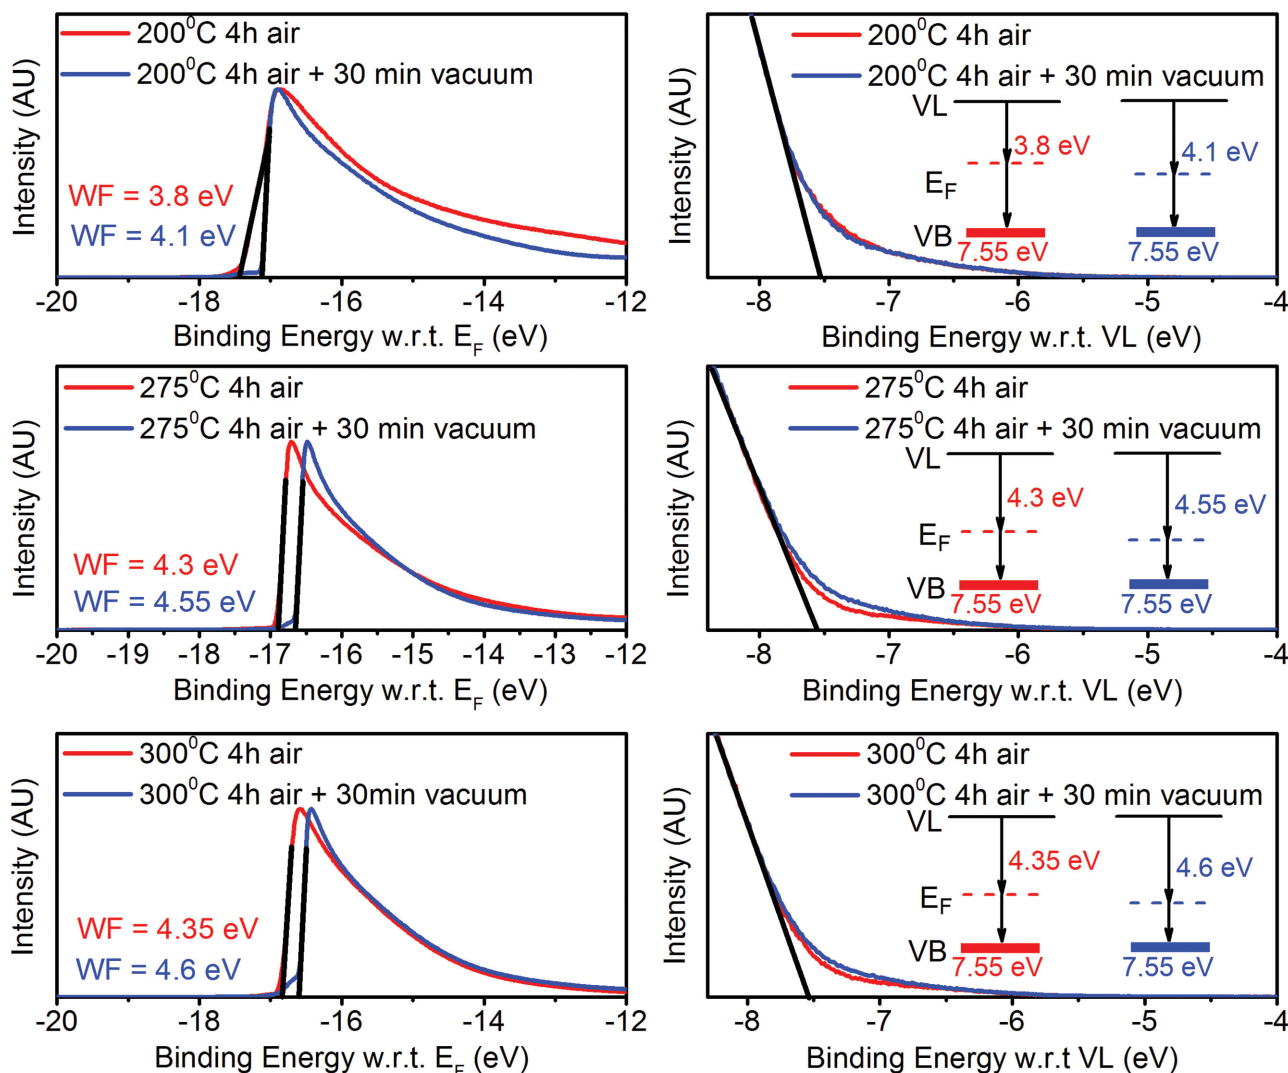 Intensity (AU)
200⁰C 4h air
200⁰C 4h air + 30 min vacuum
WF = 3.8 eV
WF = 4.1 eV
-20 -18 -16 -14 -12
Binding Energy w.r.t. E_F (eV)
Intensity (AU)
200⁰C 4h air
200⁰C 4h air + 30 min vacuum
VL
3.8 eV
4.1 eV
E_F
VB
7.55 eV
7.55 eV
-8 -7 -6 -5 -4
Binding Energy w.r.t. VL (eV)
Intensity (AU)
275⁰C 4h air
275⁰C 4h air + 30 min vacuum
WF = 4.3 eV
WF = 4.55 eV
-20 -19 -18 -17 -16 -15 -14 -13 -12
Binding Energy w.r.t. E_F (eV)
Intensity (AU)
275⁰C 4h air
275⁰C 4h air + 30 min vacuum
VL
4.3 eV
4.55 eV
E_F
VB
7.55 eV
7.55 eV
-8 -7 -6 -5 -4
Binding Energy w.r.t. VL (eV)
Intensity (AU)
300⁰C 4h air
300⁰C 4h air + 30min vacuum
WF = 4.35 eV
WF = 4.6 eV
-20 -18 -16 -14 -12
Binding Energy w.r.t. E_F (eV)
Intensity (AU)
300⁰C 4h air
300⁰C 4h air + 30 min vacuum
VL
4.35 eV
4.6 eV
E_F
VB
7.55 eV
7.55 eV
-8 -7 -6 -5 -4
Binding Energy w.r.t VL (eV)